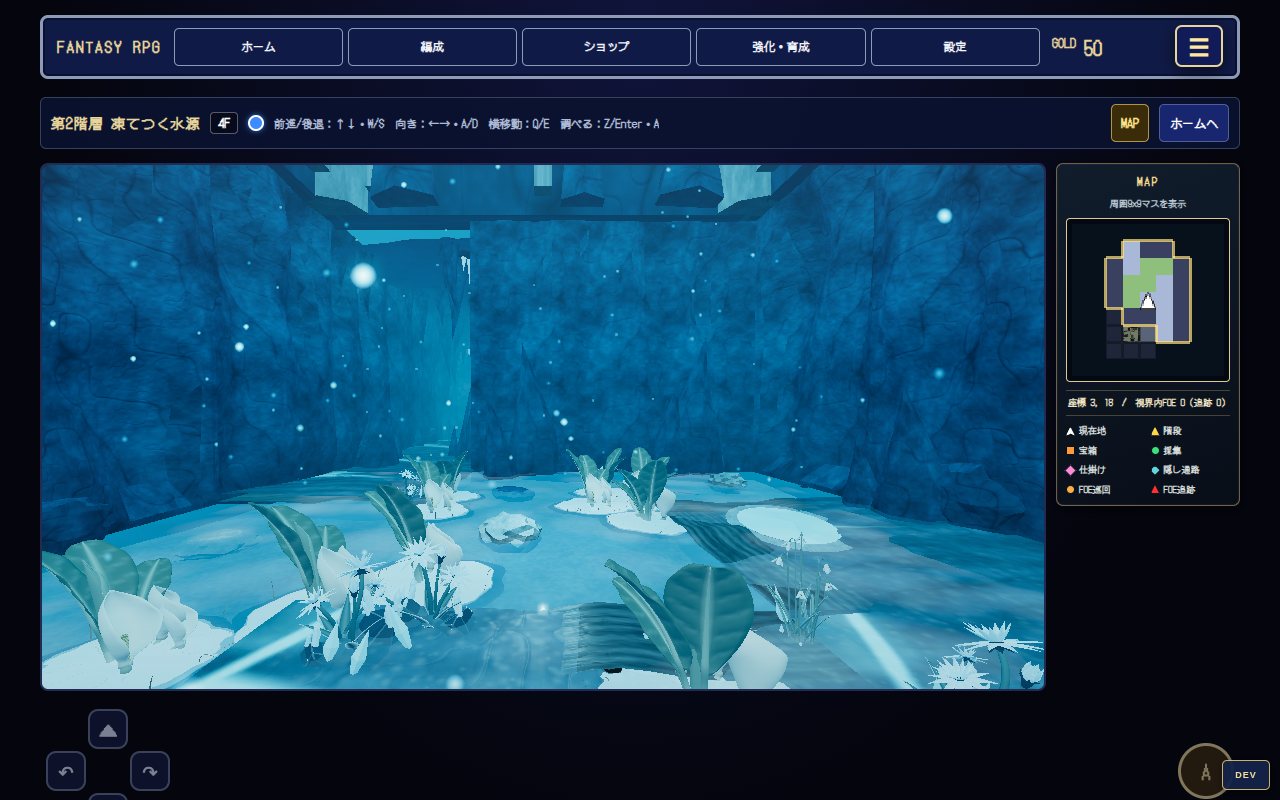 FANTASY RPG
ホーム
編成
ショップ
強化・育成
設定
GOLD 50
第2階層 凍てつく水源
4F
前進/後退：↑↓・W/S 向き：←→・A/D 横移動：Q/E 調べる：Z/Enter・A
MAP
ホームへ
MAP
周囲9x9マスを表示
座標 3, 18 / 視界内FOE 0 (追跡 0)
現在地
階段
宝箱
採集
仕掛け
隠し通路
FOE巡回
FOE追跡
A
DEV